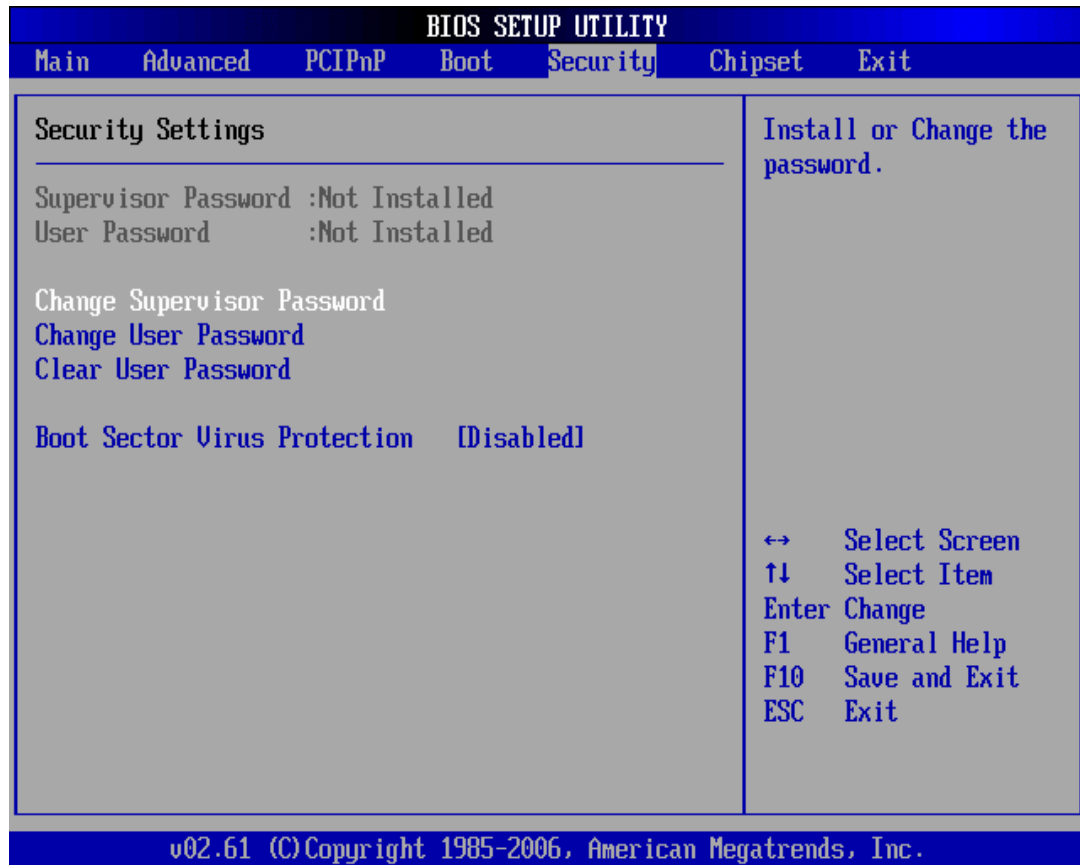 BIOS SETUP UTILITY
Main Advanced PCIPnP Boot Security Chipset Exit
Security Settings
Supervisor Password :Not Installed
User Password :Not Installed
Change Supervisor Password
Change User Password
Clear User Password
Boot Sector Virus Protection [Disabled]
Install or Change the
password.
←→ Select Screen
↑↓ Select Item
Enter Change
F1 General Help
F10 Save and Exit
ESC Exit
v02.61 (C)Copyright 1985-2006, American Megatrends, Inc.